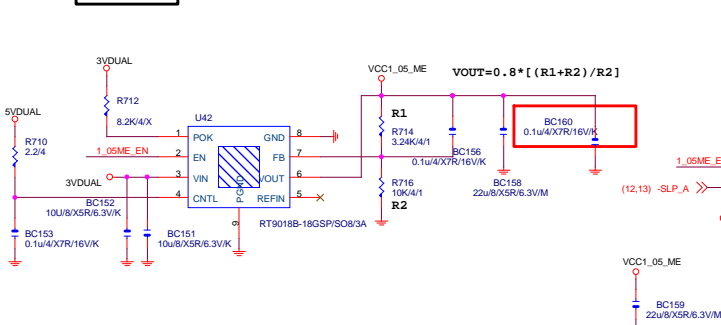 3VDUAL
VCC1_05_ME
VOUT=0.8*[(R1+R2)/R2]
R712
8.2K/4/X
5VDUAL
U42
R1
BC160
0.1u/4/X7R/16V/K
R710
2.2/4
1
POK
GND
8
R714
3.24K/4/1
1_05ME_EN
2
EN
FB
7
BC156
0.1u/4/X7R/16V/K
1_05ME_E
3VDUAL
3
VIN
VOUT
6
R716
10K/4/1
BC158
22u/8/X5R/6.3V/M
(12,13) -SLP_A
4
CNTL
PGND
REFIN
5
R2
BC152
10U/8/X5R/6.3V/K
9
RT9018B-18GSP/SO8/3A
BC153
0.1u/4/X7R/16V/K
BC151
10u/8/X5R/6.3V/K
VCC1_05_ME
BC159
22u/8/X5R/6.3V/M